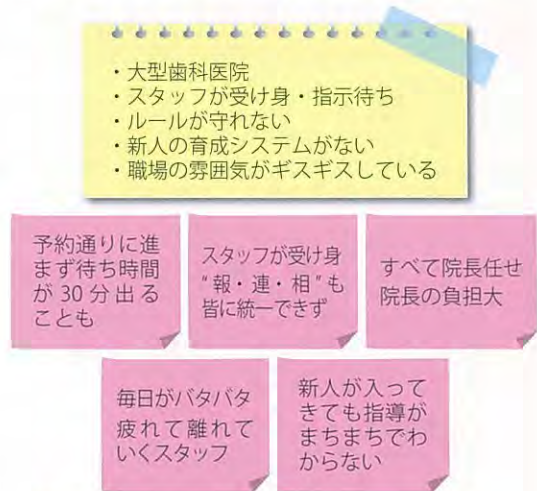 ・大型歯科医院
・スタッフが受け身・指示待ち
・ルールが守れない
・新人の育成システムがない
・職場の雰囲気がギスギスしている
予約通りに進
まず待ち時間
が 30 分出る
ことも
スタッフが受け身
“報・連・相”も
皆に統一できず
すべて院長任せ
院長の負担大
毎日がバタバタ
疲れて離れて
いくスタッフ
新人が入って
きても指導が
まちまちでわ
からない